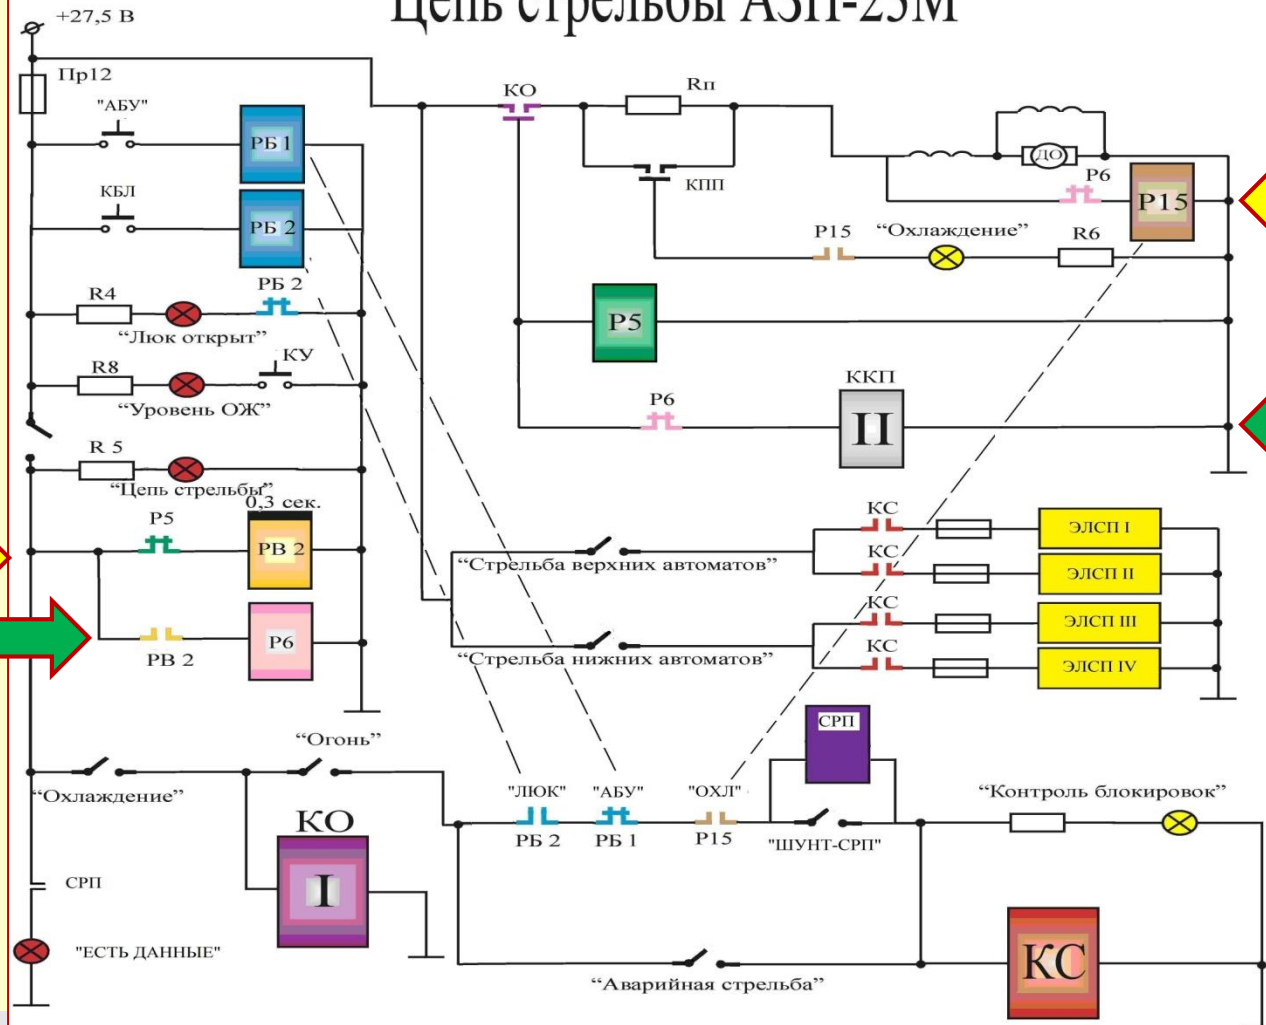 Цепь стрельбы АЗП-23М
+27,5 В
Пр12
"АБУ"
РБ 1
КБЛ
РБ 2
R4
РБ 2
“Люк открыт”
R8
КУ
“Уровень ОЖ”
R 5
“Цепь стрельбы”
0,3 сек.
Р5
РВ 2
РВ 2
Р6
“Охлаждение”
“Огонь”
КО
I
СРП
"ЕСТЬ ДАННЫЕ"
КО
Rп
КПП
ДО
Р6
Р15
Р15
“Охлаждение”
R6
Р5
Р6
ККП
II
“Стрельба верхних автоматов”
КС
ЭЛСП I
КС
ЭЛСП II
КС
ЭЛСП III
“Стрельба нижних автоматов”
КС
ЭЛСП IV
СРП
"ЛЮК"
"АБУ"
"ОХЛ"
РБ 2
РБ 1
Р15
"ШУНТ-СРП"
“Контроль блокировок”
“Аварийная стрельба”
КС